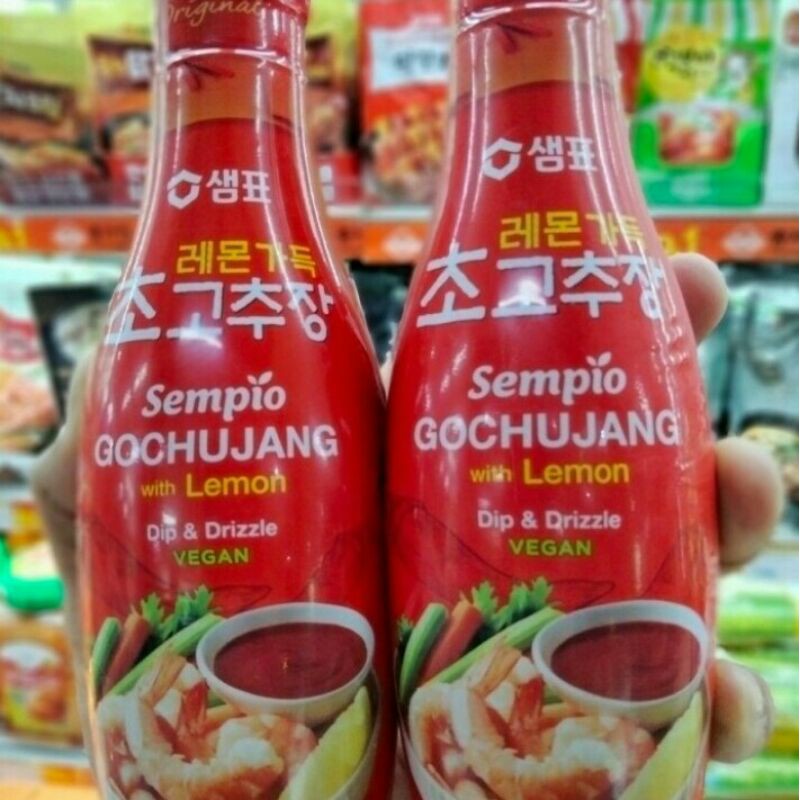 Original
샘표
레몬가득
초고추장
Sempio
GOCHUJANG
with Lemon
Dip & Drizzle
VEGAN
샘표
레몬가득
초고추장
Sempio
GOCHUJANG
with Lemon
Dip & Drizzle
VEGAN